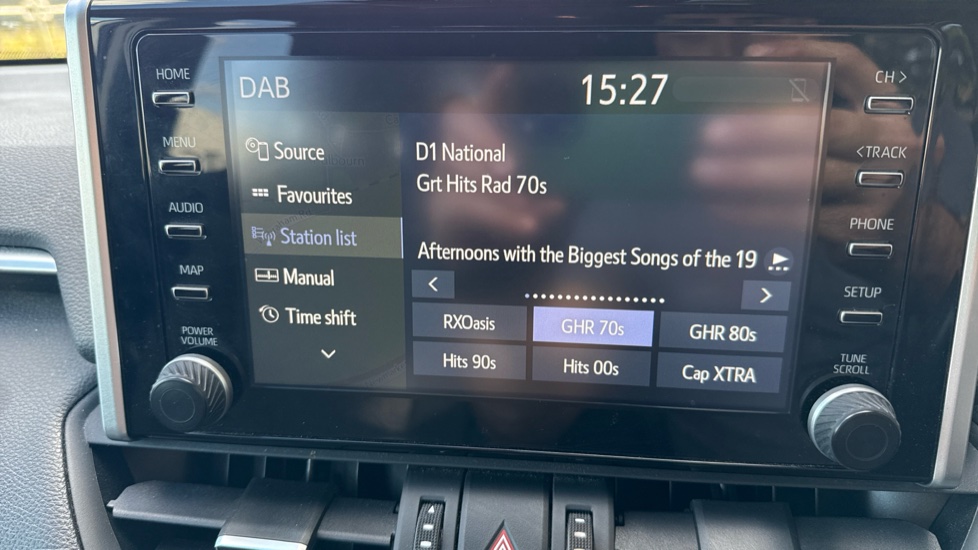 HOME
MENU
AUDIO
MAP
POWER
VOLUME
DAB
15:27
Source
Favourites
Station list
Manual
Time shift
D1 National
Grt Hits Rad 70s
Afternoons with the Biggest Songs of the 19
RXOasis
GHR 70s
GHR 80s
Hits 90s
Hits 00s
Cap XTRA
CH >
< TRACK
PHONE
SETUP
TUNE
SCROLL